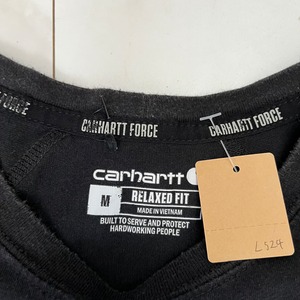 FORCE
CARHARTT FORCE
CARHARTT FORCE
carhartt
M RELAXED FIT
MADE IN VIETNAM
BUILT TO SERVE AND PROTECT
HARDWORKING PEOPLE
L524